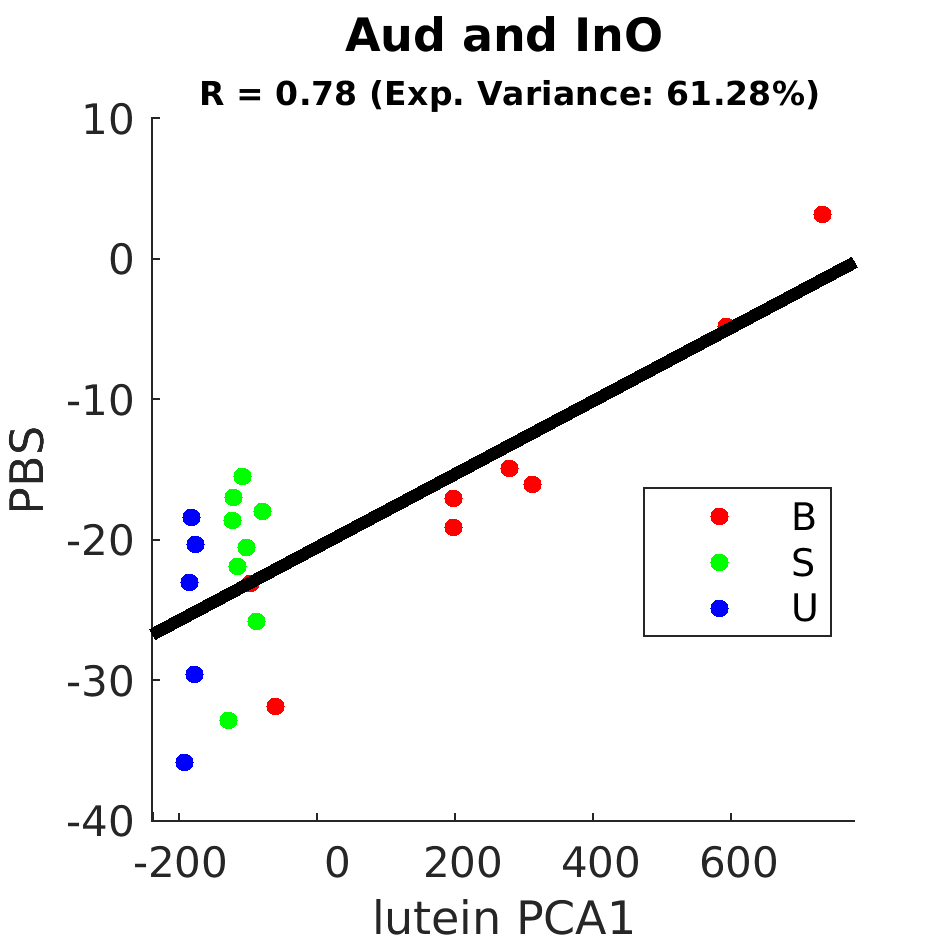 Aud and InO
R = 0.78 (Exp. Variance: 61.28%)
10
0
-10
-20
-30
-40
PBS
B
S
U
-200 0 200 400 600
lutein PCA1